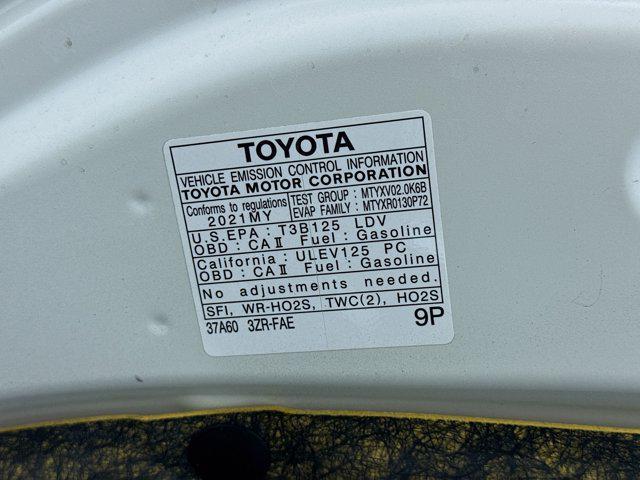 TOYOTA
VEHICLE EMISSION CONTROL INFORMATION
TOYOTA MOTOR CORPORATION
Conforms to regulations
2021MY
TEST GROUP : MTYXV02.0K6B
EVAP FAMILY : MTYXR0130P72
U.S.EPA : T3B125 LDV
OBD : CAⅡ Fuel : Gasoline
California : ULEV125 PC
OBD : CAⅡ Fuel : Gasoline
No adjustments needed.
SFI, WR-HO2S, TWC(2), HO2S
37A60 3ZR-FAE 9P